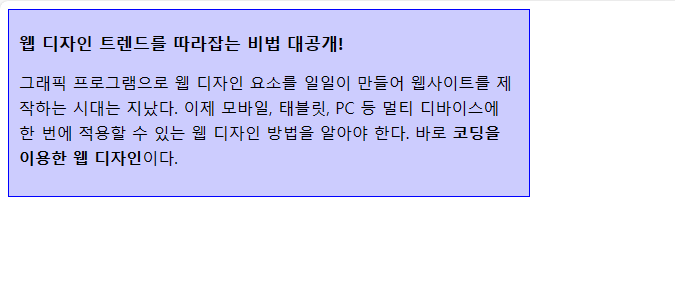 웹 디자인 트렌드를 따라잡는 비법 대공개!
그래픽 프로그램으로 웹 디자인 요소를 일일이 만들어 웹사이트를 제
작하는 시대는 지났다. 이제 모바일, 태블릿, PC 등 멀티 디바이스에
한 번에 적용할 수 있는 웹 디자인 방법을 알아야 한다. 바로 코딩을
이용한 웹 디자인이다.